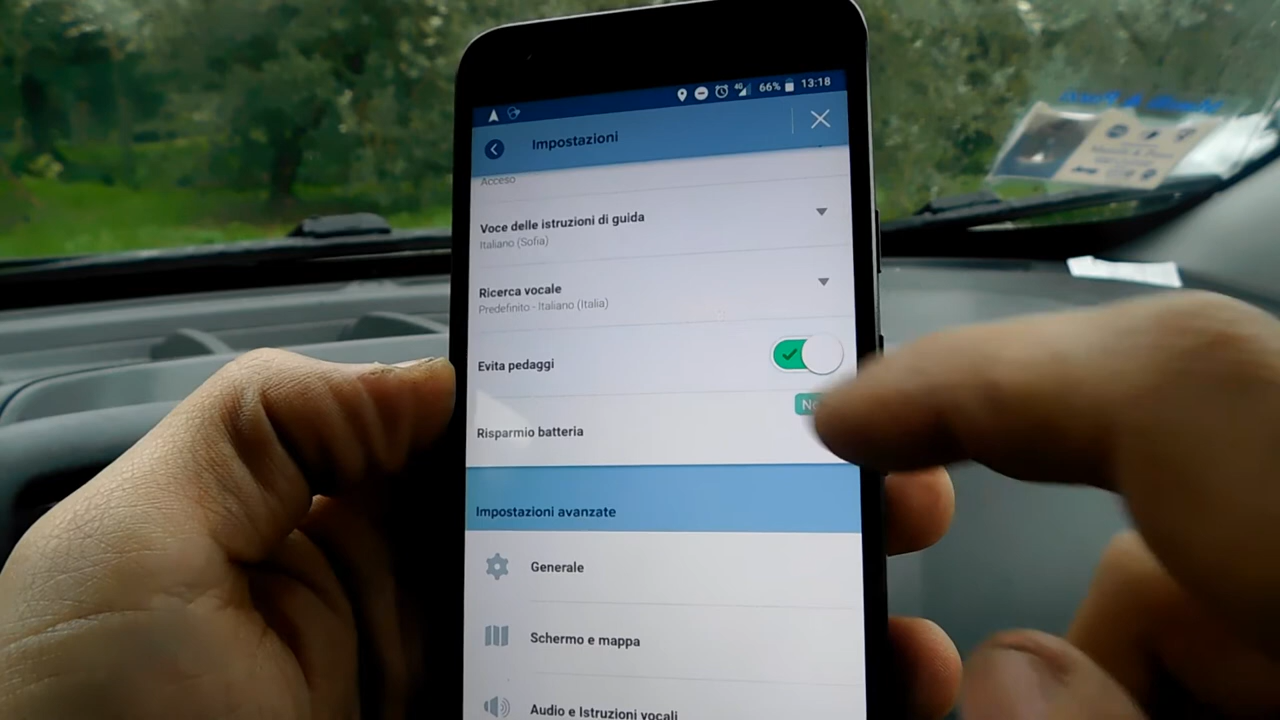 4G 66% 13:18
Impostazioni
Acceso
Voce delle istruzioni di guida
Italiano (Sofia)
Ricerca vocale
Predefinito - Italiano (Italia)
Evita pedaggi
Risparmio batteria
Impostazioni avanzate
Generale
Schermo e mappa
Audio e Istruzioni vocali